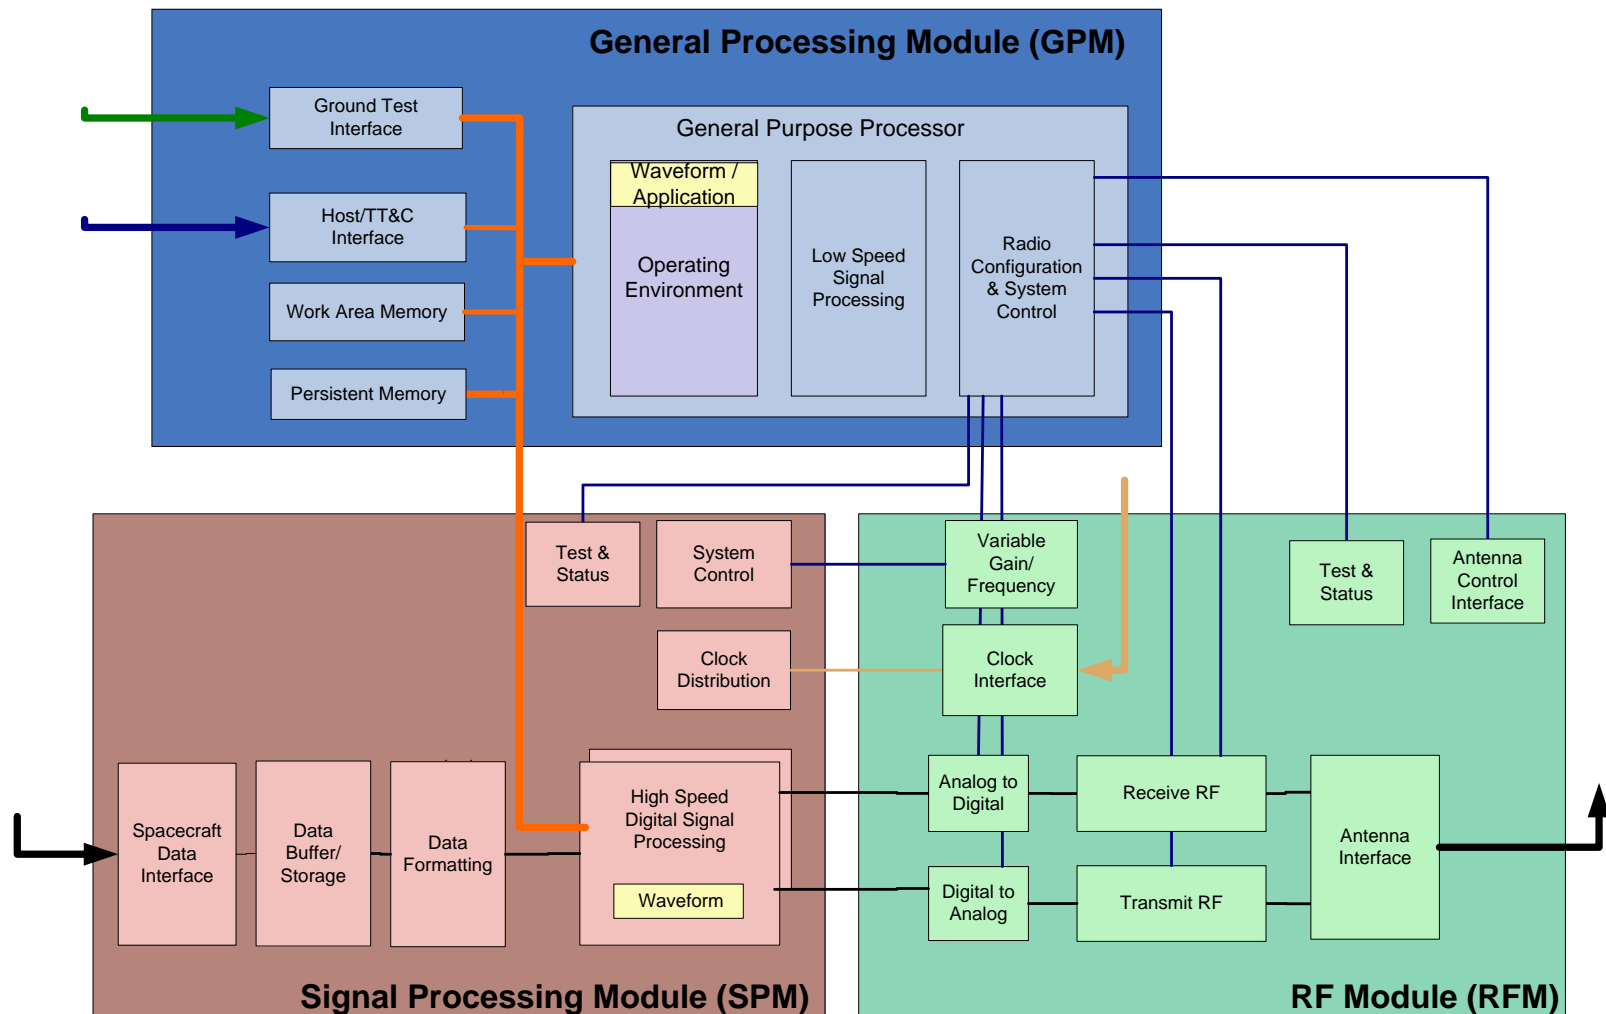 General Processing Module (GPM)
Ground Test
Interface
Host/TT&C
Interface
Work Area Memory
Persistent Memory
General Purpose Processor
Waveform /
Application
Operating
Environment
Low Speed
Signal
Processing
Radio
Configuration
& System
Control
Test &
Status
System
Control
Clock
Distribution
Spacecraft
Data
Interface
Data
Buffer/
Storage
Data
Formatting
High Speed
Digital Signal
Processing
Waveform
Signal Processing Module (SPM)
Variable
Gain/
Frequency
Clock
Interface
Test &
Status
Antenna
Control
Interface
Analog to
Digital
Receive RF
Digital to
Analog
Transmit RF
Antenna
Interface
RF Module (RFM)